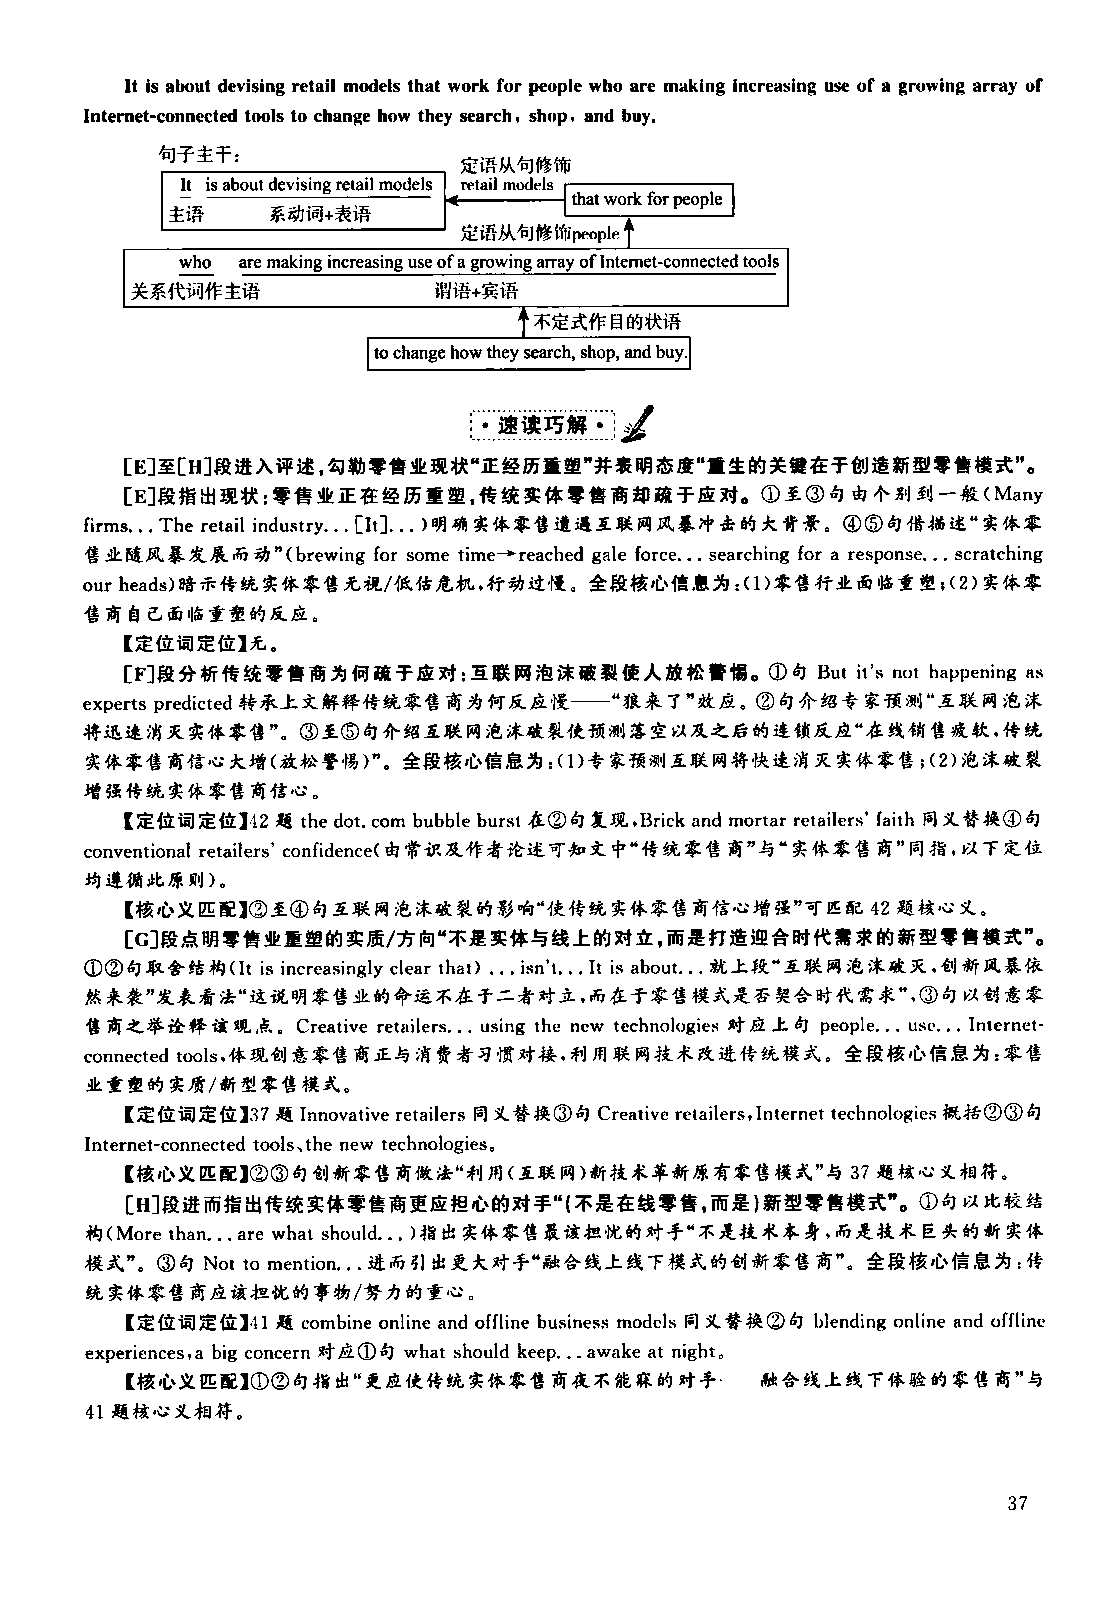 It is about devising retail models that work for people who are making increasing use of a growing array of
Internet-connected tools to change how they search, shop, and buy.
句子主干:
定语从句修饰
It is about devising retail models
retail models
that work for people
主语 系动词+表语
定语从句修饰people
who are making increasing use of a growing array of Internet-connected tools
关系代词作主语 谓语+宾语
不定式作目的状语
to change how they search, shop, and buy.
·速读巧解·
[E]至[H]段进入评述,勾勒零售业现状“正经历重塑”并表明态度“重生的关键在于创造新型零售模式”。
[E]段指出现状:零售业正在经历重塑,传统实体零售商却疏于应对。①至③句由个别到一般(Many
firms... The retail industry... [It]...)明确实体零售遭遇互联网风暴冲击的大背景。④⑤句借描述“实体零
售业随风暴发展而动”(brewing for some time→reached gale force... searching for a response... scratching
our heads)暗示传统实体零售无视/低估危机,行动过慢。全段核心信息为:(1)零售行业面临重塑;(2)实体零
售商自己面临重塑的反应。
【定位词定位】无。
[F]段分析传统零售商为何疏于应对:互联网泡沫破裂使人放松警惕。①句 But it's not happening as
experts predicted 转承上文解释传统零售商为何反应慢——“狼来了”效应。②句介绍专家预测“互联网泡沫
将迅速消灭实体零售”。③至⑤句介绍互联网泡沫破裂使预测落空以及之后的连锁反应“在线销售疲软,传统
实体零售商信心大增(放松警惕)”。全段核心信息为:(1)专家预测互联网将快速消灭实体零售;(2)泡沫破裂
增强传统实体零售商信心。
【定位词定位】42 题 the dot. com bubble burst 在②句复现,Brick and mortar retailers' faith 同义替换④句
conventional retailers' confidence(由常识及作者论述可知文中“传统零售商”与“实体零售商”同指,以下定位
均遵循此原则)。
【核心义匹配】②至④句互联网泡沫破裂的影响“使传统实体零售商信心增强”可匹配 42 题核心义。
[G]段点明零售业重塑的实质/方向“不是实体与线上的对立,而是打造迎合时代需求的新型零售模式”。
①②句取舍结构(It is increasingly clear that) ... isn't... It is about... 就上段“互联网泡沫破灭,创新风暴依
然来袭”发表看法“这说明零售业的命运不在于二者对立,而在于零售模式是否契合时代需求”,③句以创意零
售商之举诠释该观点。Creative retailers... using the new technologies 对应上句 people... use... Internet-
connected tools,体现创意零售商正与消费者习惯对接,利用联网技术改进传统模式。全段核心信息为:零售
业重塑的实质/新型零售模式。
【定位词定位】37 题 Innovative retailers 同义替换③句 Creative retailers,Internet technologies 概括②③句
Internet-connected tools、the new technologies。
【核心义匹配】②③句创新零售商做法“利用(互联网)新技术革新原有零售模式”与 37 题核心义相符。
[H]段进而指出传统实体零售商更应担心的对手“(不是在线零售,而是)新型零售模式”。①句以比较结
构(More than... are what should...)指出实体零售最该担忧的对手“不是技术本身,而是技术巨头的新实体
模式”。③句 Not to mention... 进而引出更大对手“融合线上线下模式的创新零售商”。全段核心信息为:传
统实体零售商应该担忧的事物/努力的重心。
【定位词定位】41 题 combine online and offline business models 同义替换②句 blending online and offline
experiences,a big concern 对应①句 what should keep... awake at night。
【核心义匹配】①②句指出“更应使传统实体零售商夜不能寐的对手 融合线上线下体验的零售商”与
41 题核心义相符。
37